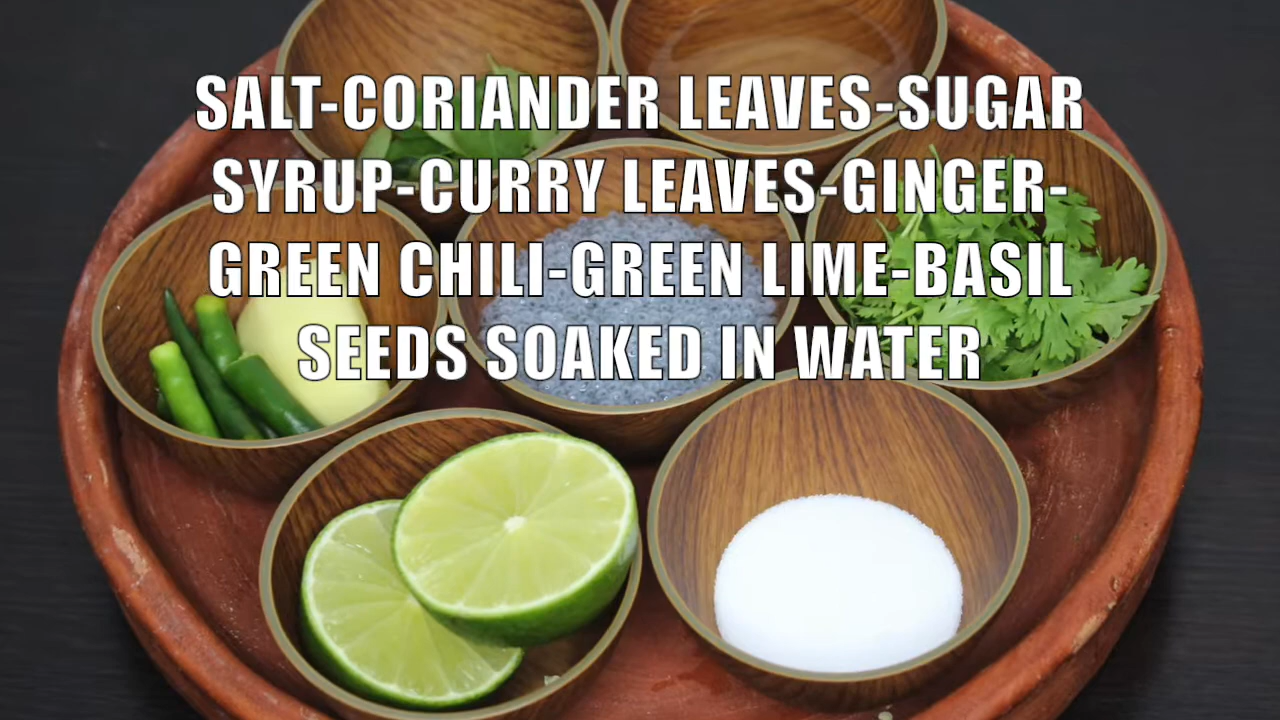 SALT-CORIANDER LEAVES-SUGAR
SYRUP-CURRY LEAVES-GINGER-
GREEN CHILI-GREEN LIME-BASIL
SEEDS SOAKED IN WATER